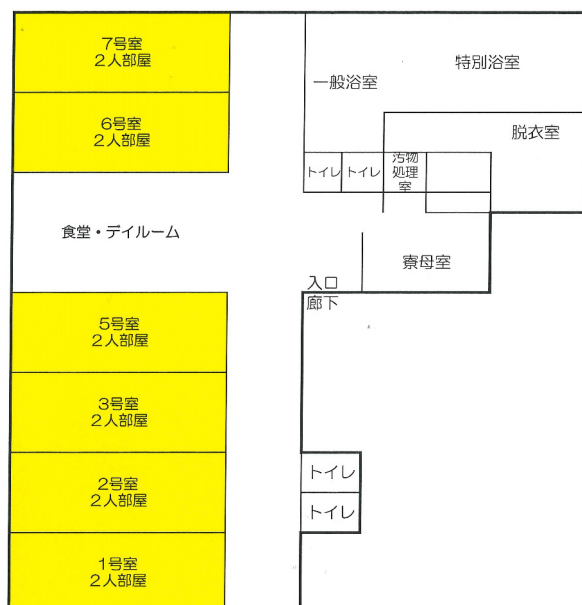 7号室
2人部屋
特別浴室
一般浴室
6号室
2人部屋
脱衣室
トイレ
トイレ
汚物
処理
室
食堂・デイルーム
寮母室
入口
廊下
5号室
2人部屋
3号室
2人部屋
2号室
2人部屋
トイレ
トイレ
1号室
2人部屋